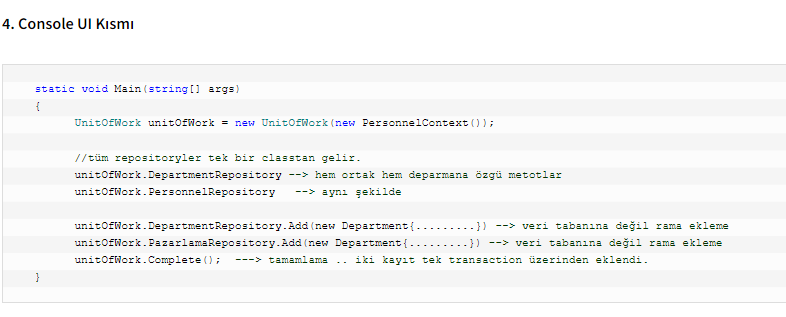 4. Console UI Kısmı
static void Main(string[] args)
{
UnitOfWork unitOfWork = new UnitOfWork(new PersonnelContext());
//tüm repositoryler tek bir classtan gelir.
unitOfWork.DepartmentRepository --> hem ortak hem deparmana özgü metotlar
unitOfWork.PersonnelRepository --> aynı şekilde
unitOfWork.DepartmentRepository.Add(new Department{.........}) --> veri tabanına değil rama ekleme
unitOfWork.PazarlamaRepository.Add(new Department{.........}) --> veri tabanına değil rama ekleme
unitOfWork.Complete(); ---> tamamlama .. iki kayıt tek transaction üzerinden eklendi.
}